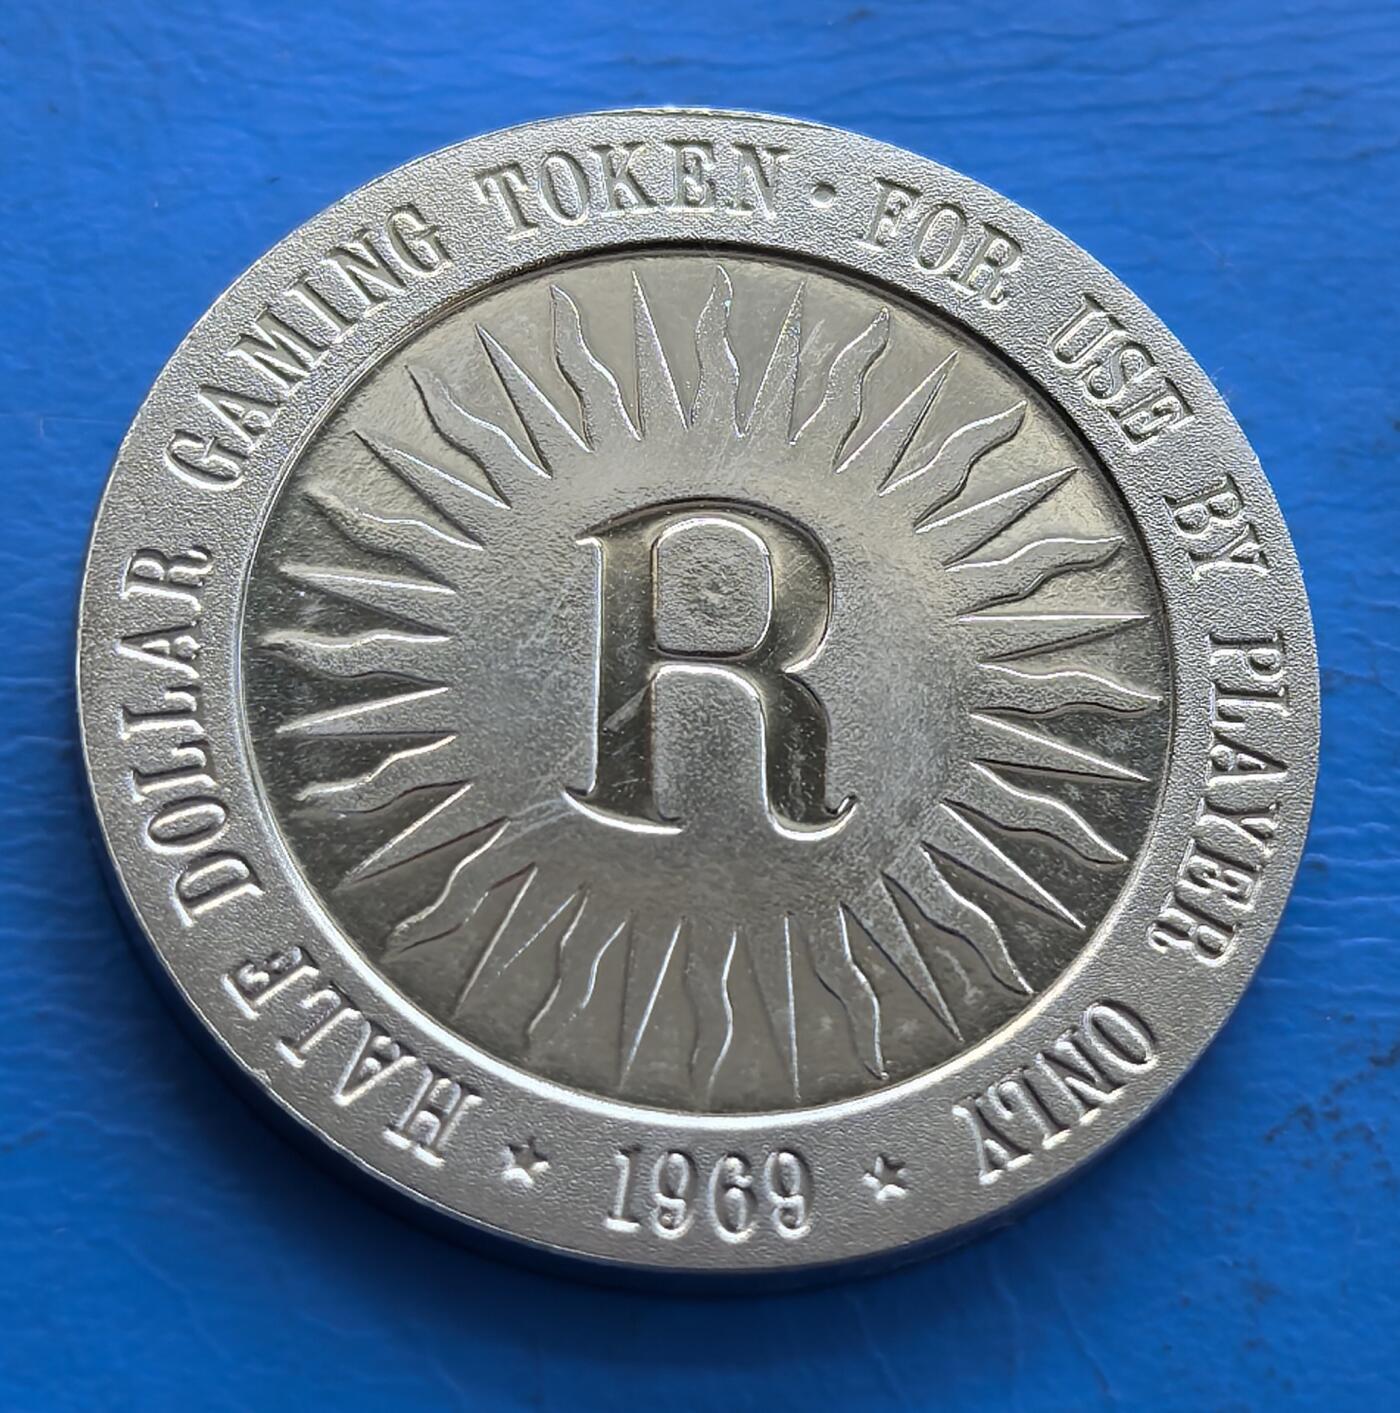 HALF DOLLAR GAMING TOKEN · FOR USE BY PLAYER ONLY
★ 1969 ★
R